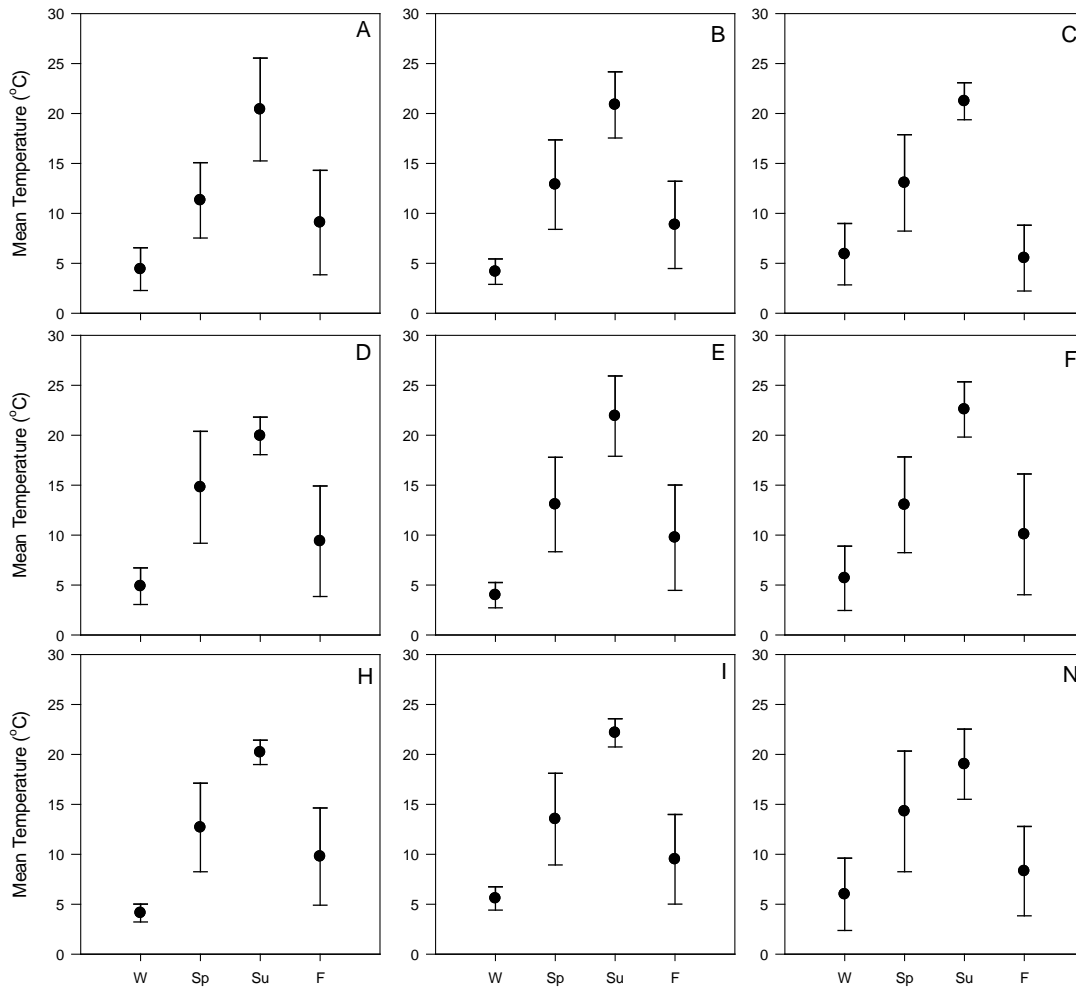 30 25 20 15 10 5 0 A
30 25 20 15 10 5 0 B
30 25 20 15 10 5 0 C
Mean Temperature (°C)
30 25 20 15 10 5 0 D
30 25 20 15 10 5 0 E
30 25 20 15 10 5 0 F
Mean Temperature (°C)
30 25 20 15 10 5 0 H
30 25 20 15 10 5 0 I
30 25 20 15 10 5 0 N
Mean Temperature (°C)
W Sp Su F
W Sp Su F
W Sp Su F